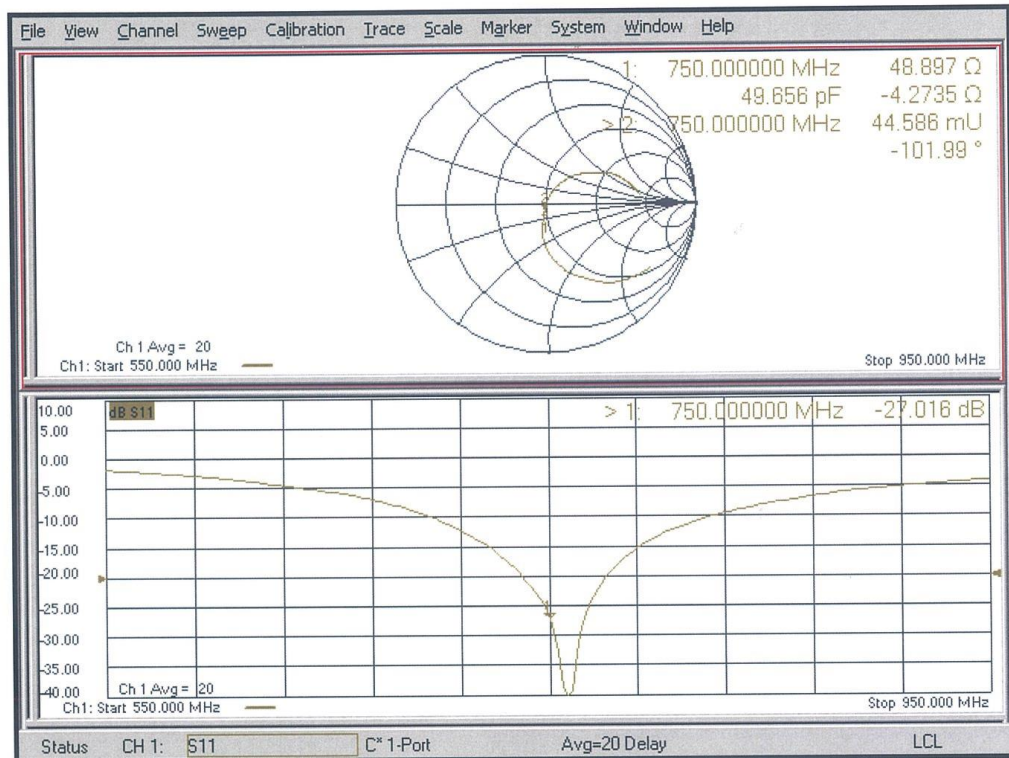 File View Channel Sweep Calibration Trace Scale Marker System Window Help
1: 750.000000 MHz 48.897 Ω
49.656 pF -4.2735 Ω
> 2: 750.000000 MHz 44.586 mU
-101.99 °
Ch 1 Avg = 20
Ch1: Start 550.000 MHz
Stop 950.000 MHz
dB S11
> 1: 750.000000 MHz -27.016 dB
10.00
5.00
0.00
-5.00
-10.00
-15.00
-20.00
-25.00
-30.00
-35.00
-40.00
1
Ch 1 Avg = 20
Ch1: Start 550.000 MHz
Stop 950.000 MHz
Status CH 1: S11 C* 1-Port Avg=20 Delay LCL